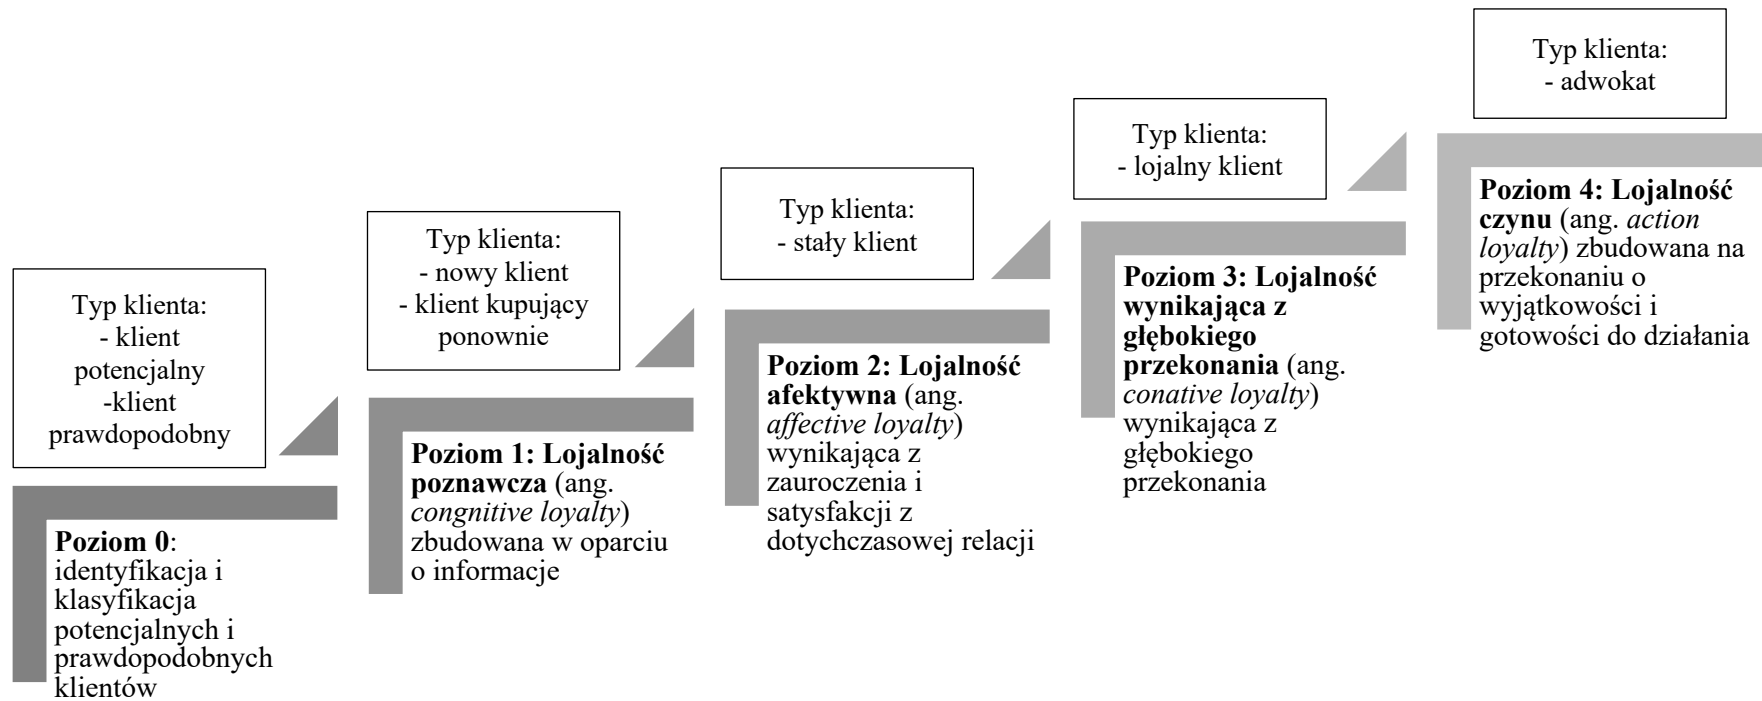 Typ klienta:
- klient
potencjalny
-klient
prawdopodobny
Poziom 0:
identyfikacja i
klasyfikacja
potencjalnych i
prawdopodobnych
klientów
Typ klienta:
- nowy klient
- klient kupujący
ponownie
Poziom 1: Lojalność
poznawcza (ang.
congnitive loyalty)
zbudowana w oparciu
o informacje
Typ klienta:
- stały klient
Poziom 2: Lojalność
afektywna (ang.
affective loyalty)
wynikająca z
zauroczenia i
satysfakcji z
dotychczasowej relacji
Typ klienta:
- lojalny klient
Poziom 3: Lojalność
wynikająca z
głębokiego
przekonania (ang.
conative loyalty)
wynikająca z
głębokiego
przekonania
Typ klienta:
- adwokat
Poziom 4: Lojalność
czynu (ang. action
loyalty) zbudowana na
przekonaniu o
wyjątkowości i
gotowości do działania